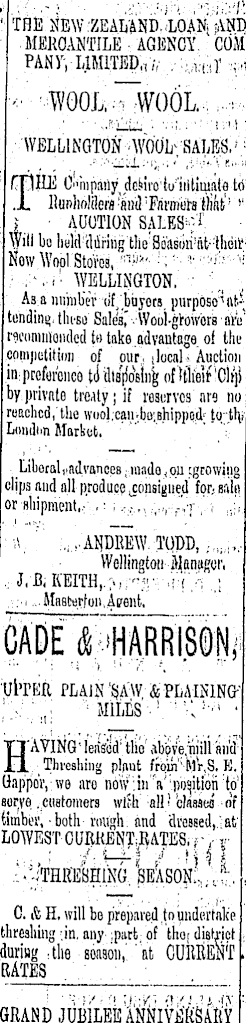 THE NEW ZEALAND LOAN AND
MERCANTILE AGENCY COM
PANY, LIMITED.
WOOL. WOOL.
WELLINGTON WOOL SALES.
THE Company desire to intimate to
Runholders and Farmers that
AUCTION SALES
Will be held during the Season at their
New Wool Stores,
WELLINGTON.
As a number of buyers purpose at-
tending these Sales, Wool-growers are
recommended to take advantage of the
competition of our local Auction
in preference to disposing of their Clip
by private treaty; if reserves are no
reached, the wool can be shipped to th
London Market.
Liberal advances made on growing
clips and all produce consigned for sale
or shipment.
ANDREW TODD,
Wellington Manager.
J. B. KEITH,
Masterton Agent.
CADE & HARRISON,
UPPER PLAIN SAW & PLAINING
MILLS
HAVING leased the above mill and
Threshing plant from Mr S. E.
Gapper, we are now in a position to
serve customers with all classes of
timber, both rough and dressed, at
LOWEST CURRENT RATES.
THRESHING SEASON.
C. & H. will be prepared to undertake
threshing in any part of the district
during the season, at CURRENT
RATES
GRAND JUBILEE ANNIVERSARY